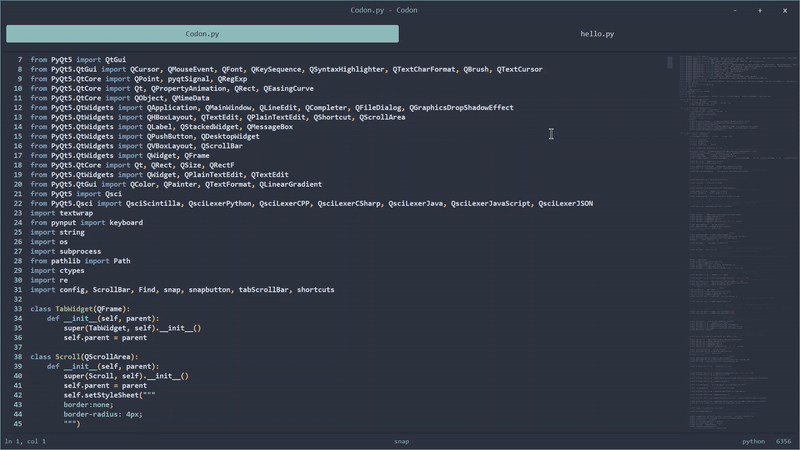 Codon.py - Codon
- + x
Codon.py hello.py
7 from PyQt5 import QtGui
8 from PyQt5.QtGui import QCursor, QMouseEvent, QFont, QKeySequence, QSyntaxHighlighter, QTextCharFormat, QBrush, QTextCursor
9 from PyQt5.QtCore import QPoint, pyqtSignal, QRegExp
10 from PyQt5.QtCore import Qt, QPropertyAnimation, QRect, QEasingCurve
11 from PyQt5.QtCore import QObject, QMimeData
12 from PyQt5.QtWidgets import QApplication, QMainWindow, QLineEdit, QCompleter, QFileDialog, QGraphicsDropShadowEffect
13 from PyQt5.QtWidgets import QHBoxLayout, QTextEdit, QPlainTextEdit, QShortcut, QScrollArea
14 from PyQt5.QtWidgets import QLabel, QStackedWidget, QMessageBox
15 from PyQt5.QtWidgets import QPushButton, QDesktopWidget
16 from PyQt5.QtWidgets import QVBoxLayout, QScrollBar
17 from PyQt5.QtWidgets import QWidget, QFrame
18 from PyQt5.QtCore import Qt, QRect, QSize, QRectF
19 from PyQt5.QtWidgets import QWidget, QPlainTextEdit, QTextEdit
20 from PyQt5.QtGui import QColor, QPainter, QTextFormat, QLinearGradient
21 from PyQt5 import Qsci
22 from PyQt5.Qsci import QsciScintilla, QsciLexerPython, QsciLexerCPP, QsciLexerCSharp, QsciLexerJava, QsciLexerJavaScript, QsciLexerJSON
23 import textwrap
24 from pynput import keyboard
25 import string
26 import os
27 import subprocess
28 from pathlib import Path
29 import ctypes
30 import re
31 import config, ScrollBar, Find, snap, snapbutton, tabScrollBar, shortcuts
32
33 class TabWidget(QFrame):
34 def __init__(self, parent):
35 super(TabWidget, self).__init__()
36 self.parent = parent
37
38 class Scroll(QScrollArea):
39 def __init__(self, parent):
40 super(Scroll, self).__init__()
41 self.parent = parent
42 self.setStyleSheet("""
43 border:none;
44 border-radius: 4px;
45 """)
ln 1, col 1 snap python 6356